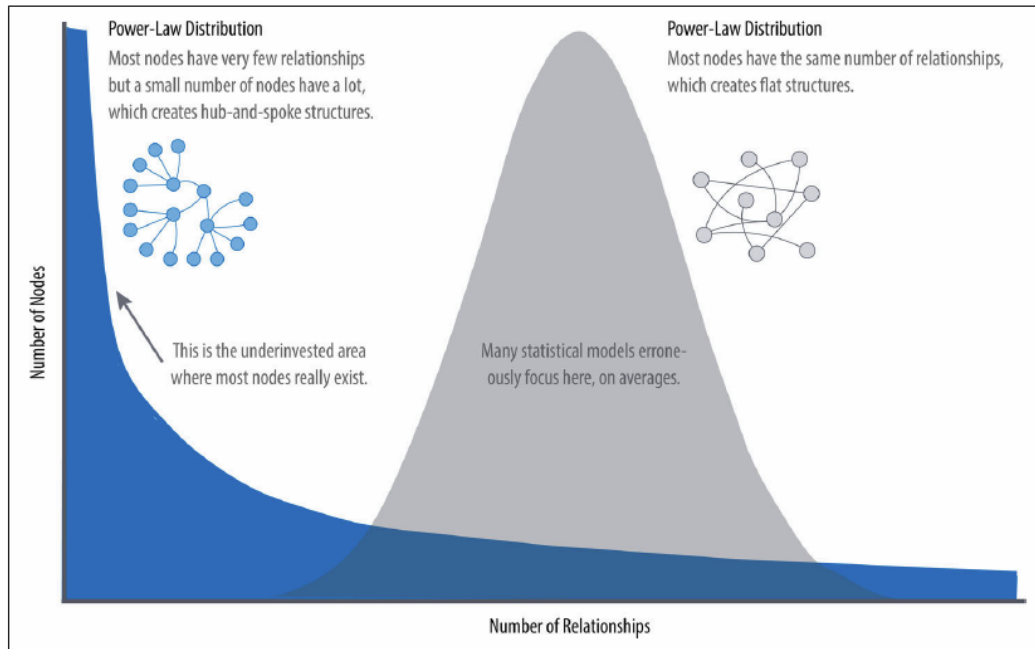 Power-Law Distribution
Most nodes have very few relationships
but a small number of nodes have a lot,
which creates hub-and-spoke structures.
Power-Law Distribution
Most nodes have the same number of relationships,
which creates flat structures.
This is the underinvested area
where most nodes really exist.
Many statistical models errone-
ously focus here, on averages.
Number of Nodes
Number of Relationships